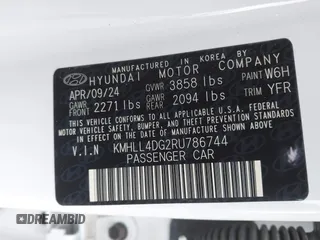 MANUFACTURED IN KOREA BY
HYUNDAI MOTOR COMPANY
APR/09/24 GVWR 3858 lbs PAINT W6H
GAWR FRONT 2271 lbs GAWR REAR 2094 lbs TRIM YFR
THIS VEHICLE CONFORMS TO ALL APPLICABLE U.S. FEDERAL MOTOR VEHICLE SAFETY, BUMPER, AND THEFT PREVENTION STANDARDS IN EFFECT ON THE DATE OF MANUFACTURE SHOWN ABOVE.
V.I.N KMHLL4DG2RU786744
PASSENGER CAR
DREAMBID
IAAI